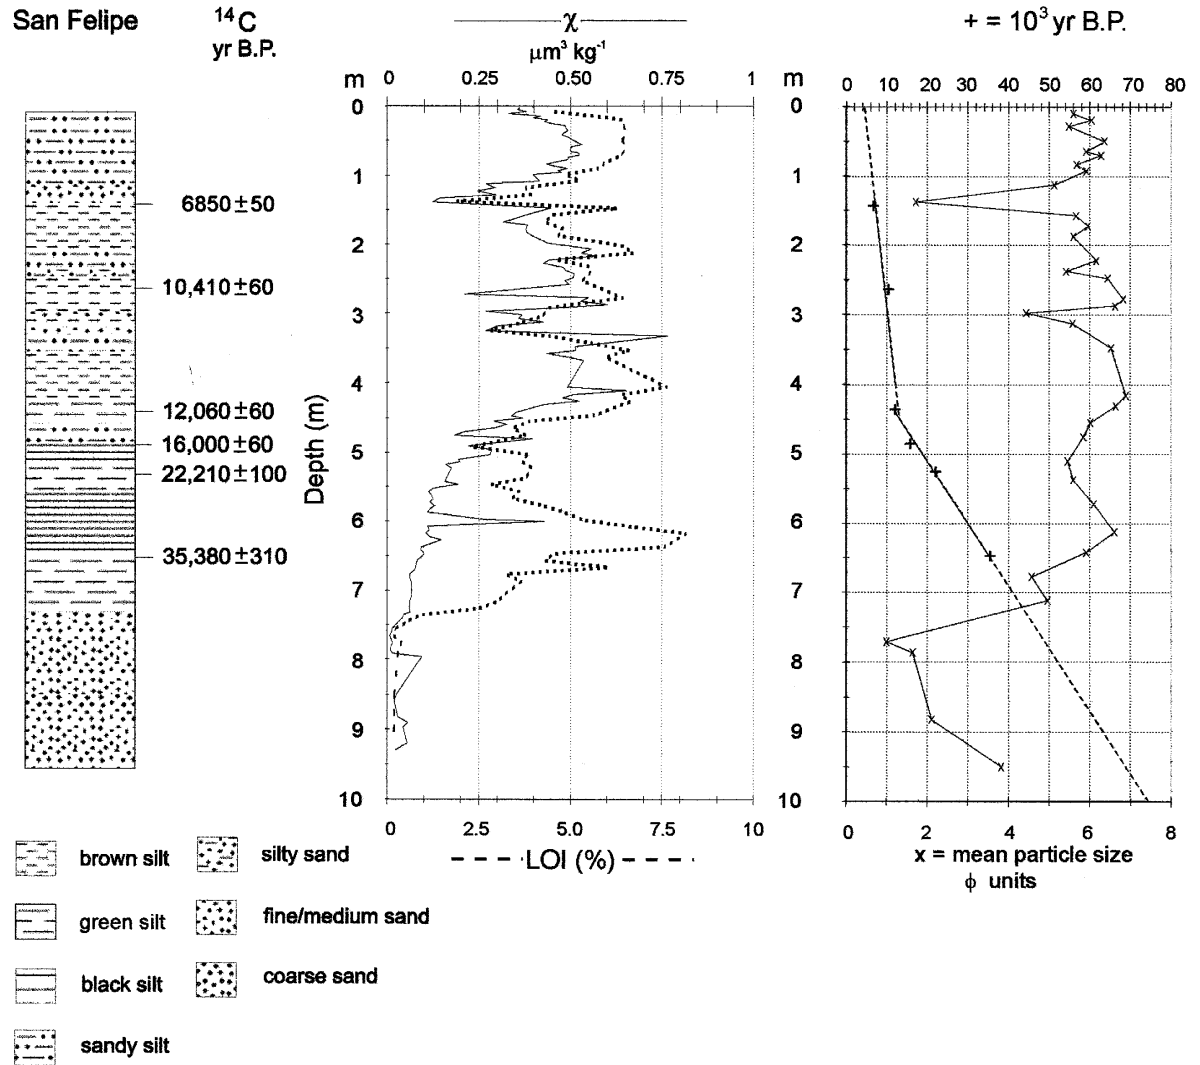 San Felipe
¹⁴C
yr B.P.
χ
μm³ kg⁻¹
+ = 10³ yr B.P.
m 0 0.25 0.50 0.75 1
m 0 10 20 30 40 50 60 70 80
0
1
2
3
4
5
6
7
8
9
10
0
1
2
3
4
5
6
7
8
9
10
6850±50
10,410±60
12,060±60
16,000±60
22,210±100
35,380±310
Depth (m)
0 2.5 5.0 7.5 10
LOI (%)
0 2 4 6 8
x = mean particle size
ϕ units
brown silt
silty sand
green silt
fine/medium sand
black silt
coarse sand
sandy silt